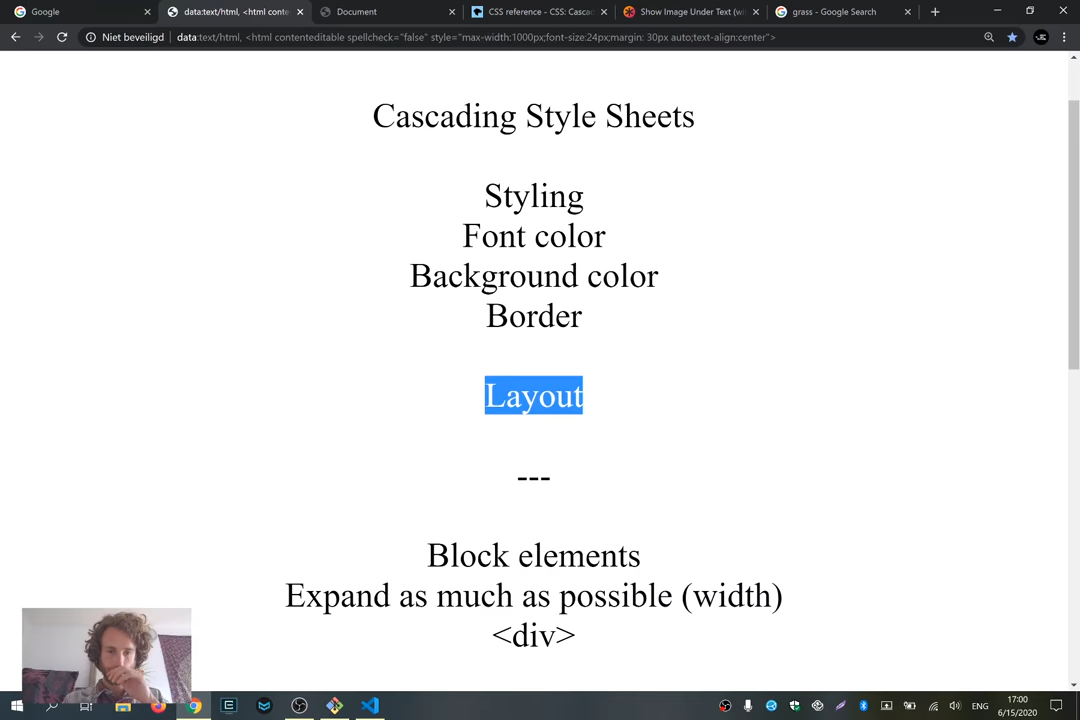 Google
data:text/html, <html conte
Document
CSS reference - CSS: Casca
Show Image Under Text (w
grass - Google Search
Niet beveiligd
data:text/html, <html contenteditable spellcheck="false" style="max-width:1000px;font-size:24px;margin: 30px auto;text-align:center">
Cascading Style Sheets
Styling
Font color
Background color
Border
Layout
---
Block elements
Expand as much as possible (width)
<div>
ENG
17:00
6/15/2020